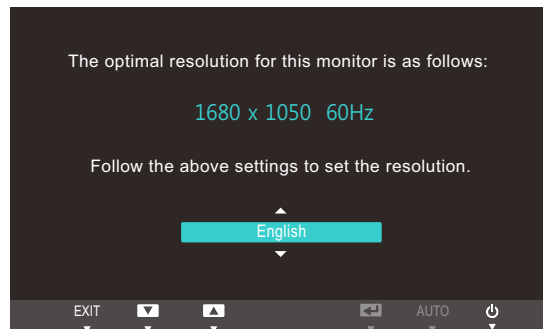 The optimal resolution for this monitor is as follows:
1680 x 1050 60Hz
Follow the above settings to set the resolution.
English
EXIT AUTO